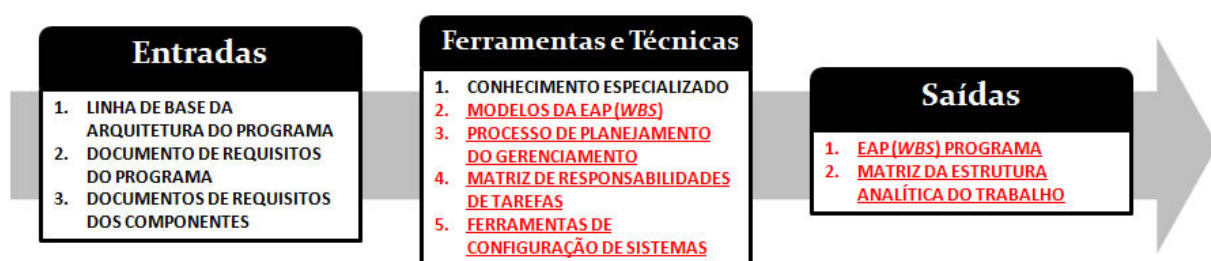 Entradas
1. LINHA DE BASE DA
ARQUITETURA DO PROGRAMA
2. DOCUMENTO DE REQUISITOS
DO PROGRAMA
3. DOCUMENTOS DE REQUISITOS
DOS COMPONENTES
Ferramentas e Técnicas
1. CONHECIMENTO ESPECIALIZADO
2. MODELOS DA EAP (WBS)
3. PROCESSO DE PLANEJAMENTO
DO GERENCIAMENTO
4. MATRIZ DE RESPONSABILIDADES
DE TAREFAS
5. FERRAMENTAS DE
CONFIGURAÇÃO DE SISTEMAS
Saídas
1. EAP (WBS) PROGRAMA
2. MATRIZ DA ESTRUTURA
ANALÍTICA DO TRABALHO